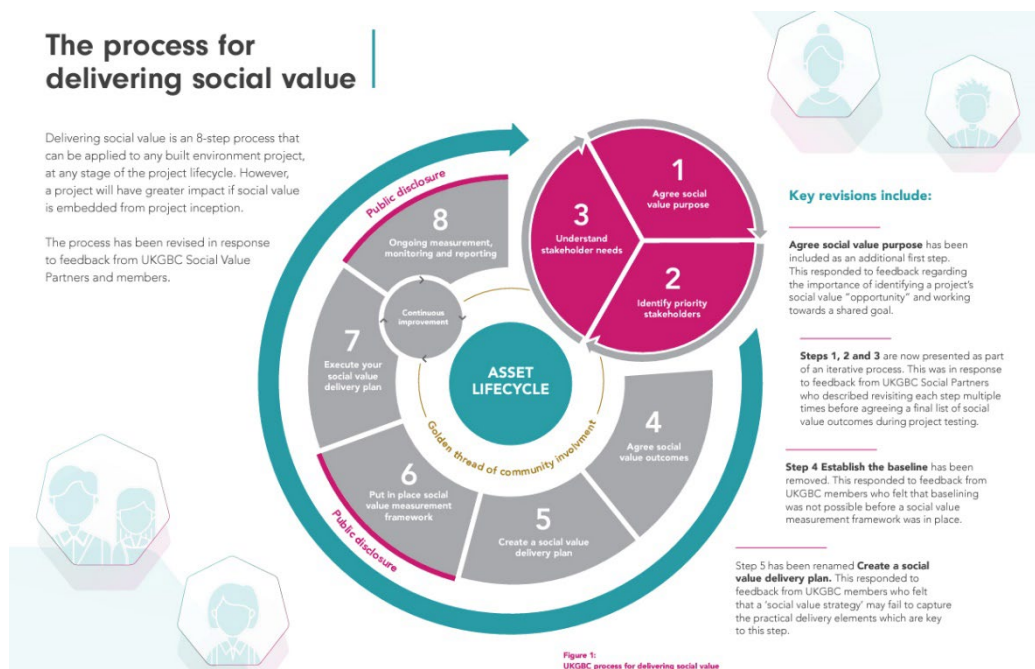 The process for
delivering social value
Delivering social value is an 8-step process that
can be applied to any built environment project,
at any stage of the project lifecycle. However,
a project will have greater impact if social value
is embedded from project inception.
The process has been revised in response
to feedback from UKGBC Social Value
Partners and members.
1
Agree social
value purpose
2
Identify priority
stakeholders
3
Understand
stakeholder needs
4
Agree social
value outcomes
5
Create a social value
delivery plan
6
Put in place social
value measurement
framework
Public disclosure
7
Execute your
social value
delivery plan
8
Ongoing measurement,
monitoring and reporting
Public disclosure
Continuous
improvement
ASSET
LIFECYCLE
Golden thread of community involvment
Key revisions include:
Agree social value purpose has been
included as an additional first step.
This responded to feedback regarding
the importance of identifying a project's
social value "opportunity" and working
towards a shared goal.
Steps 1, 2 and 3 are now presented as part
of an iterative process. This was in response
to feedback from UKGBC Social Partners
who described revisiting each step multiple
times before agreeing a final list of social
value outcomes during project testing.
Step 4 Establish the baseline has been
removed. This responded to feedback from
UKGBC members who felt that baselining
was not possible before a social value
measurement framework was in place.
Step 5 has been renamed Create a social
value delivery plan. This responded to
feedback from UKGBC members who felt
that a 'social value strategy' may fail to capture
the practical delivery elements which are key
to this step.
Figure 1:
UKGBC process for delivering social value